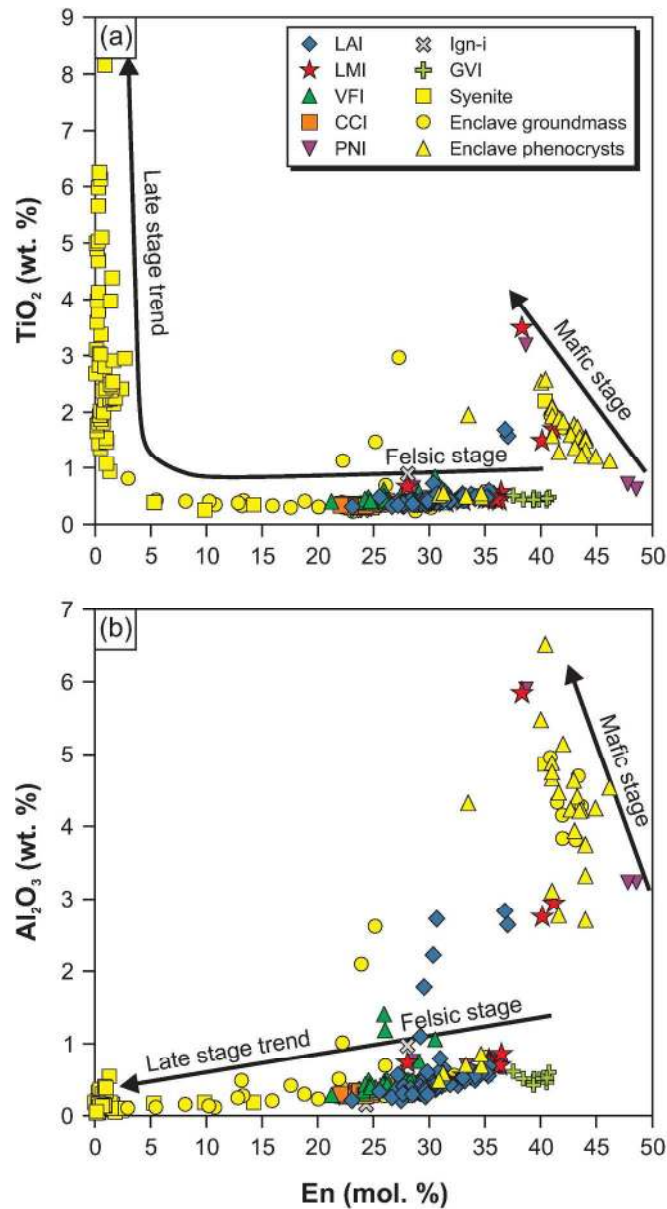 (a)
TiO₂ (wt. %)
9
8
7
6
5
4
3
2
1
0
LAI
LMI
VFI
CCI
PNI
Ign-i
GVI
Syenite
Enclave groundmass
Enclave phenocrysts
Late stage trend
Mafic stage
Felsic stage
0 5 10 15 20 25 30 35 40 45 50
(b)
Al₂O₃ (wt. %)
7
6
5
4
3
2
1
0
Mafic stage
Felsic stage
Late stage trend
0 5 10 15 20 25 30 35 40 45 50
En (mol. %)